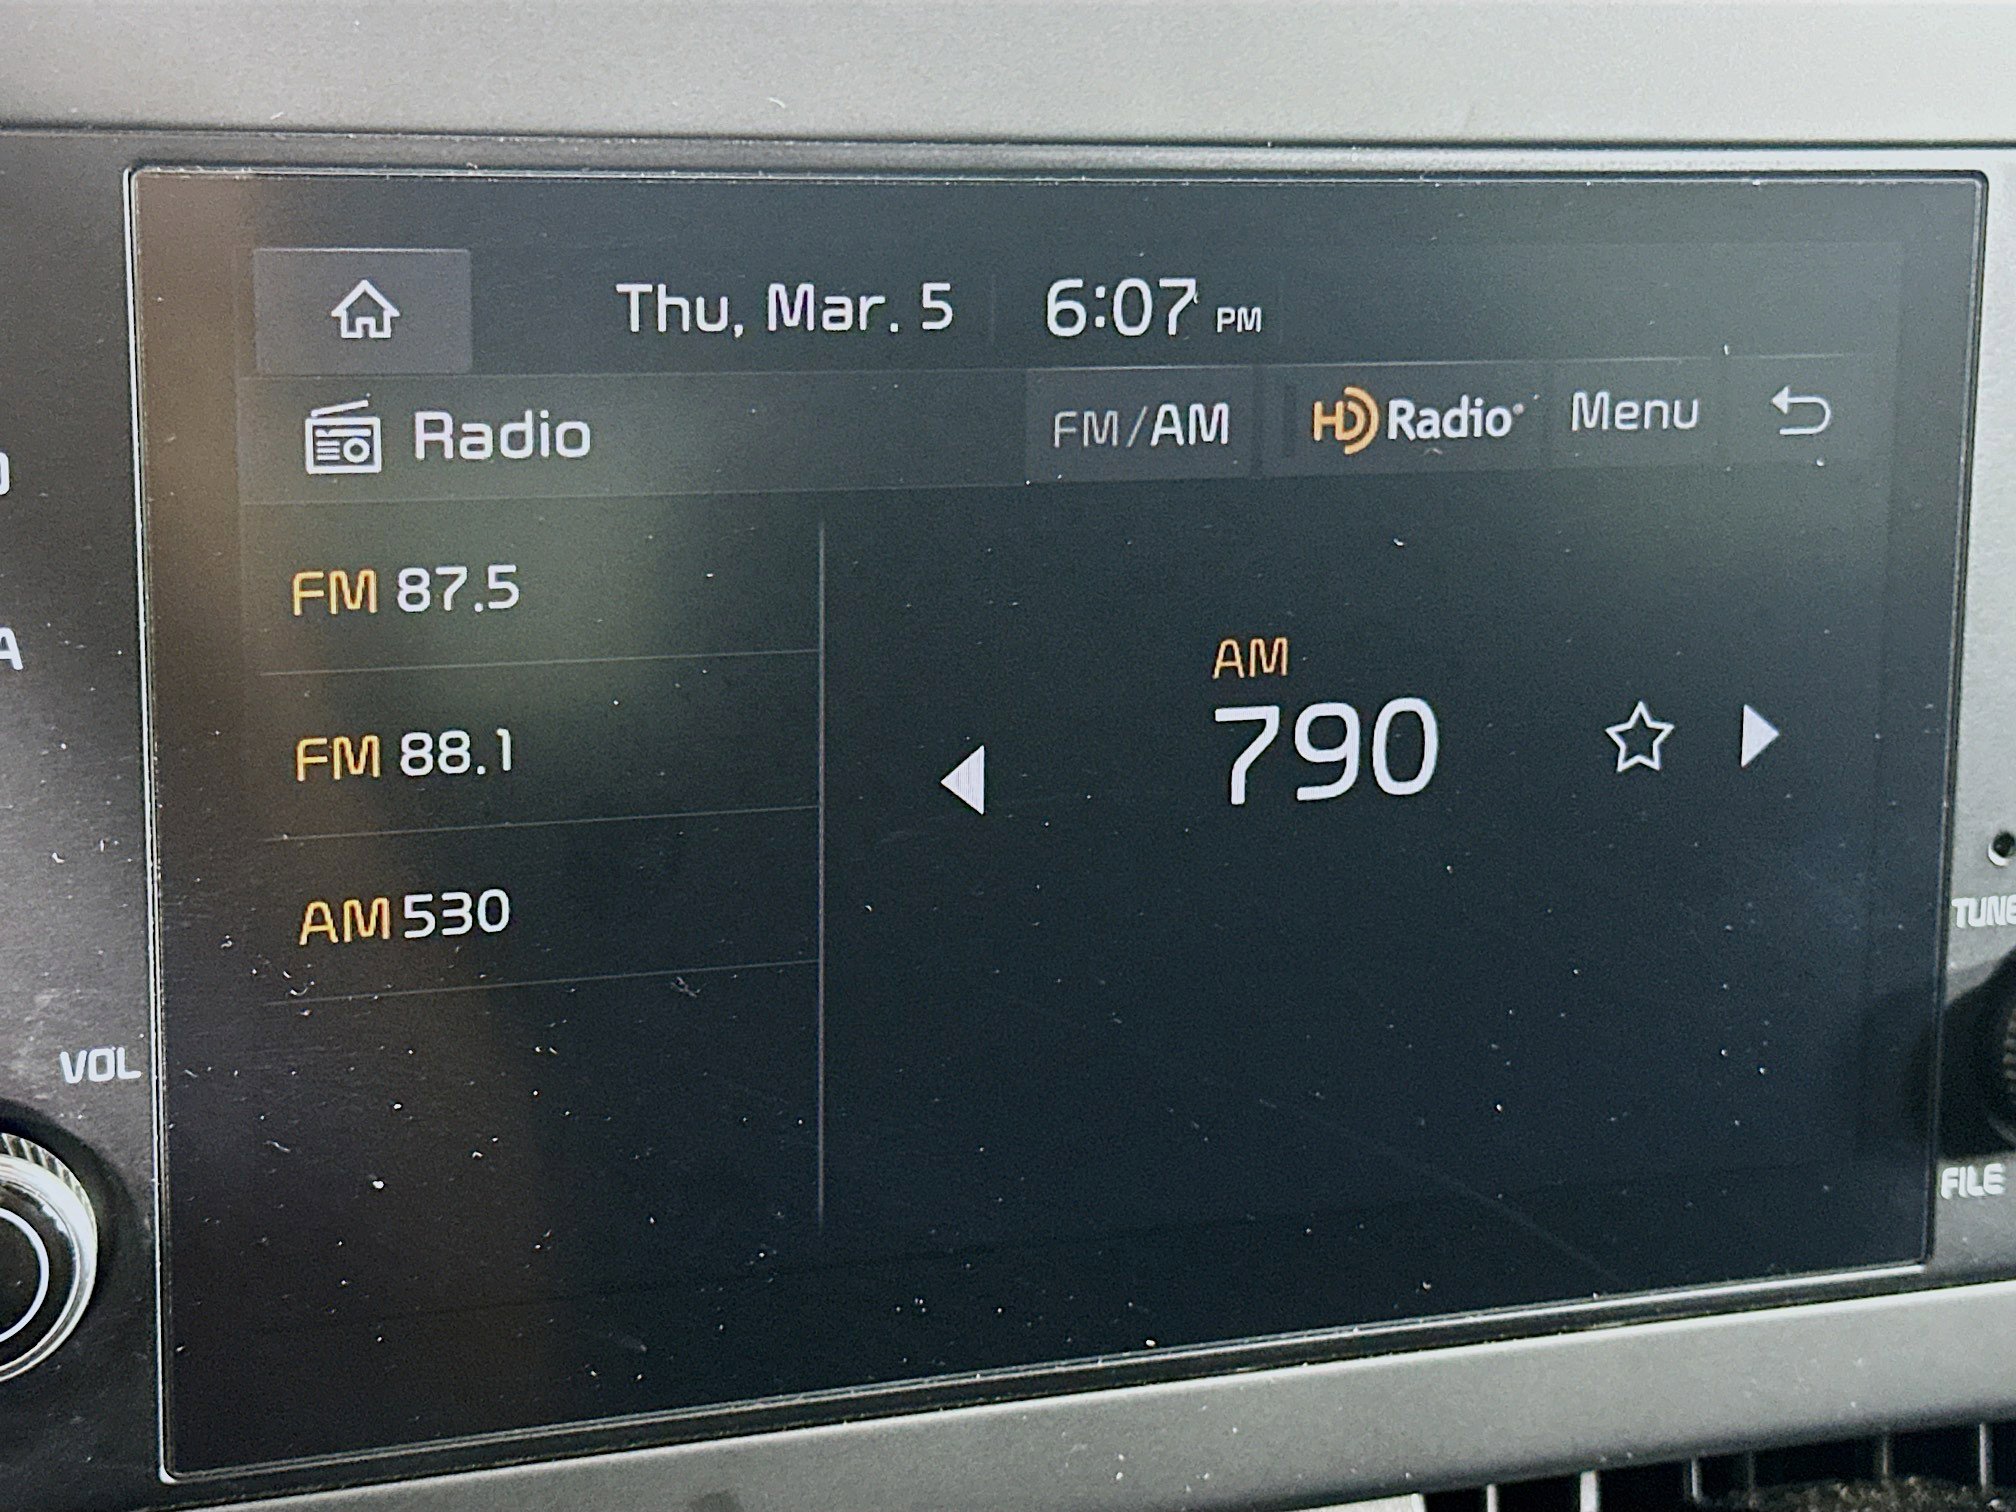 Thu, Mar. 5 6:07 PM
Radio FM/AM HD Radio Menu
FM 87.5
FM 88.1
AM 530
AM
790
VOL
TUNE
FILE